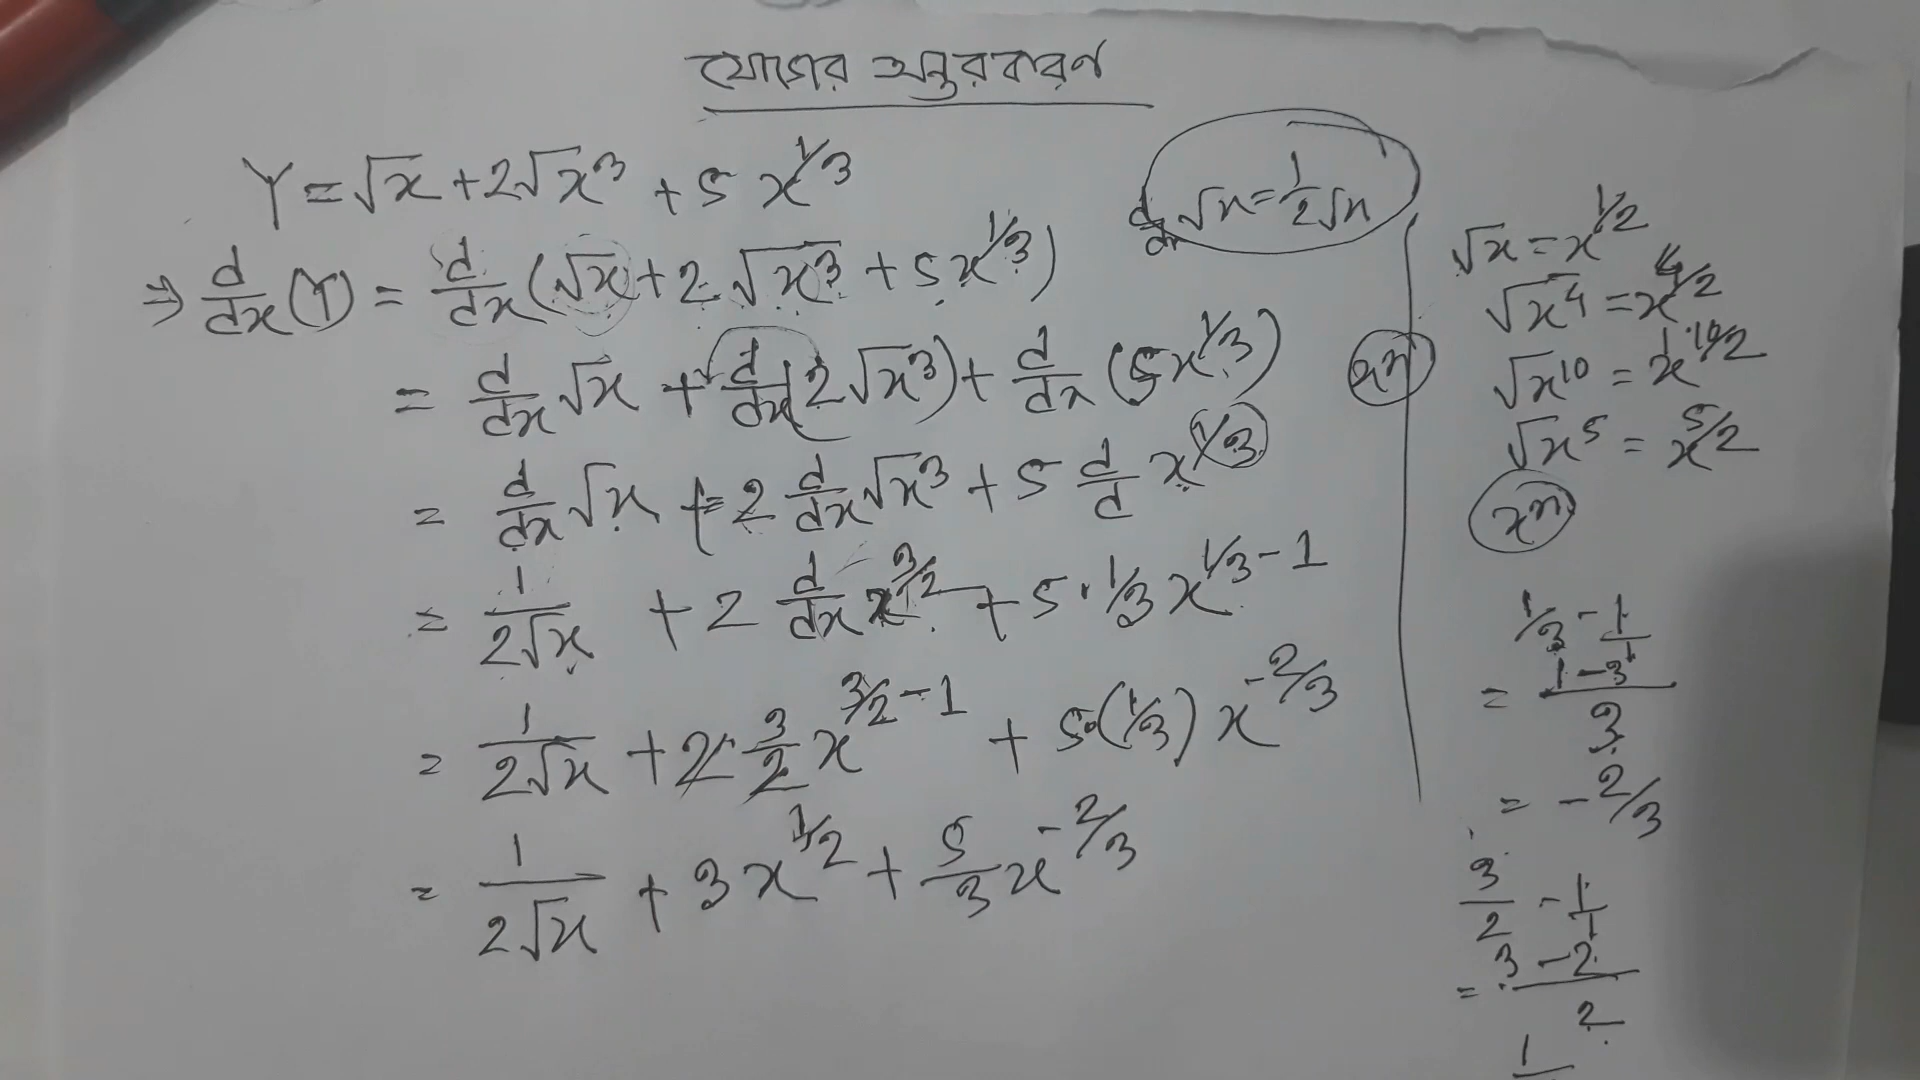 যোগের অন্তরকরণ
Y = √x + 2√x³ + 5x^1/3
d/dx √x = 1/2√x
⇒ d/dx (Y) = d/dx (√x + 2√x³ + 5x^1/3)
= d/dx √x + d/dx (2√x³) + d/dx (5x^1/3)
= d/dx √x + 2 d/dx √x³ + 5 d/d x^1/3
= 1/2√x + 2 d/dx x^3/2 + 5·1/3 x^1/3-1
= 1/2√x + 2 3/2 x^3/2-1 + 5(1/3) x^-2/3
= 1/2√x + 3x^1/2 + 5/3 x^-2/3
√x = x^1/2
√x⁴ = x^4/2
√x¹⁰ = x^10/2
xⁿ
√x⁵ = x^5/2
xⁿ
1/3 - 1/1
= 1-3/3
= -2/3
3/2 - 1/1
= 3-2/2
1